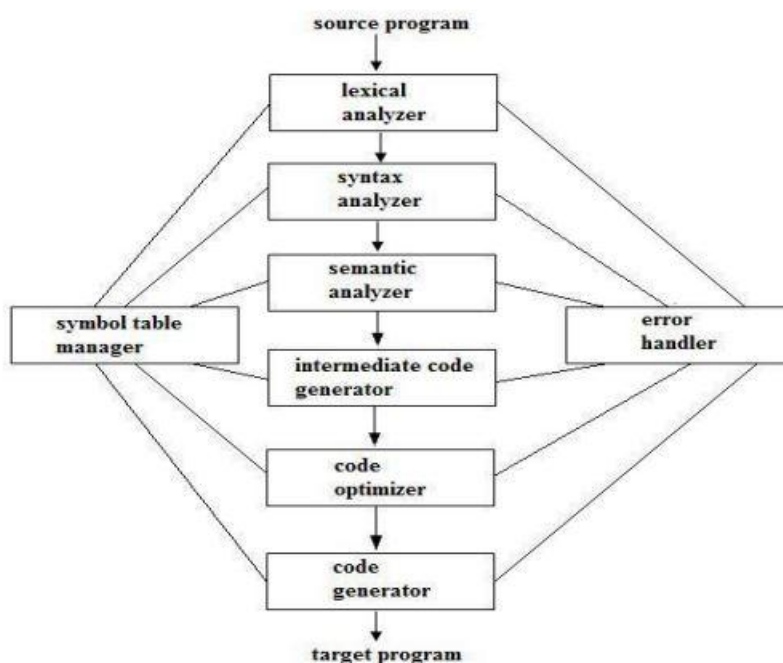 source program
lexical
analyzer
syntax
analyzer
semantic
analyzer
symbol table
manager
error
handler
intermediate code
generator
code
optimizer
code
generator
target program